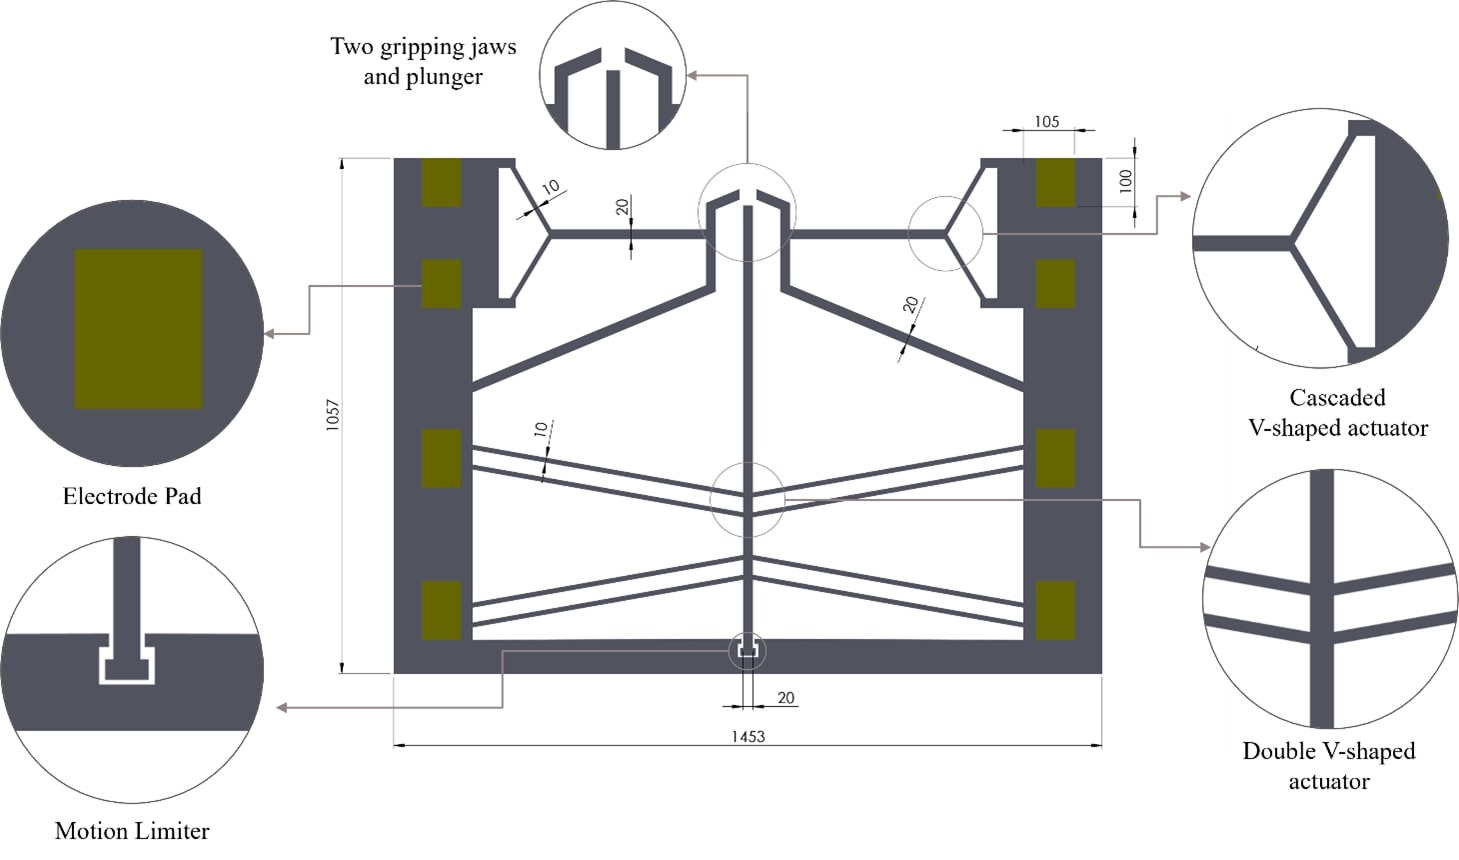 Two gripping jaws
and plunger
105
100
10
20
20
1057
10
Cascaded
V-shaped actuator
Electrode Pad
20
1453
Double V-shaped
actuator
Motion Limiter